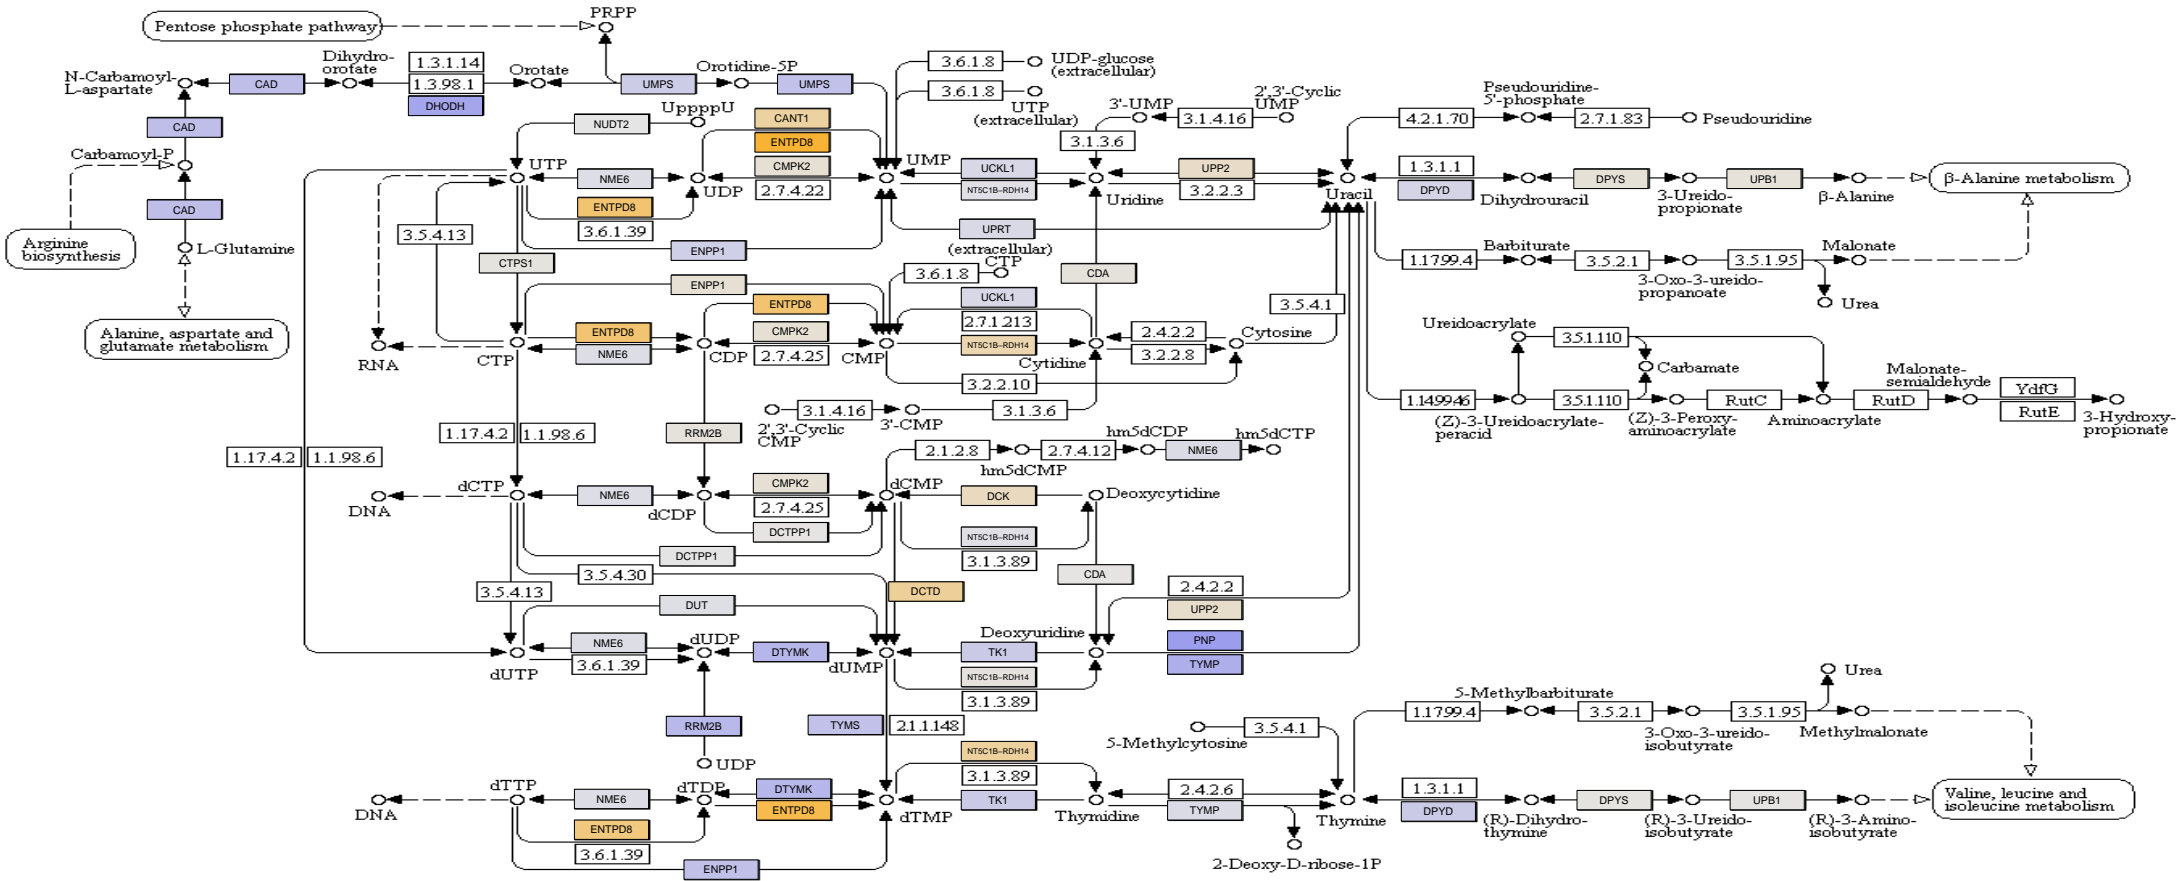 PRPP
Pentose phosphate pathway
N-Carbamoyl-
L-aspartate
CAD
Dihydro-
orotate
1.3.1.14
1.3.98.1
DHODH
Orotate
UMPS
Orotidine-5P
UMPS
3.6.1.8
UDP-glucose
(extracellular)
3.6.1.8
UTP
(extracellular)
3'-UMP
3.1.4.16
2',3'-Cyclic
UMP
3.1.3.6
Pseudouridine-
5'-phosphate
4.2.1.70
2.7.1.83
Pseudouridine
CAD
Carbamoyl-P
CAD
Arginine
biosynthesis
L-Glutamine
Alanine, aspartate and
glutamate metabolism
UppppU
NUDT2
CANT1
ENTPD8
CMPK2
2.7.4.22
UTP
NME6
UDP
ENTPD8
3.6.1.39
ENPP1
UMP
UCKL1
NT5C1B-RDH14
Uridine
UPP2
3.2.2.3
Uracil
UPRT
1.3.1.1
DPYD
Dihydrouracil
DPYS
3-Ureido-
propionate
UPB1
β-Alanine
β-Alanine metabolism
3.5.4.13
CTPS1
(extracellular)
CTP
3.6.1.8
CDA
1.1799.4
Barbiturate
3.5.2.1
3-Oxo-3-ureido-
propanoate
3.5.1.95
Malonate
Urea
ENPP1
ENTPD8
CMPK2
2.7.4.25
RNA
CTP
ENTPD8
NME6
CDP
CMP
UCKL1
2.7.1.213
NT5C1B-RDH14
Cytidine
2.4.2.2
3.2.2.8
Cytosine
3.5.4.1
3.2.2.10
Ureidoacrylate
3.5.1.110
Carbamate
1.14.99.46
(Z)-3-Ureidoacrylate-
peracid
3.5.1.110
(Z)-3-Peroxy-
aminoacrylate
RutC
Aminoacrylate
RutD
Malonate-
semialdehyde
YdfG
RutE
3-Hydroxy-
propionate
2',3'-Cyclic
CMP
3.1.4.16
3'-CMP
3.1.3.6
1.17.4.2
1.1.98.6
1.17.4.2
1.1.98.6
RRM2B
2.1.2.8
hm5dCMP
hm5dCDP
2.7.4.12
NME6
hm5dCTP
DNA
dCTP
NME6
dCDP
CMPK2
2.7.4.25
DCTPP1
dCMP
DCK
Deoxycytidine
NT5C1B-RDH14
3.1.3.89
DCTPP1
3.5.4.30
3.5.4.13
DUT
DCTD
CDA
2.4.2.2
UPP2
PNP
TYMP
dUTP
NME6
3.6.1.39
dUDP
DTYMK
dUMP
TK1
Deoxyuridine
NT5C1B-RDH14
3.1.3.89
RRM2B
UDP
TYMS
2.1.1.148
5-Methylcytosine
3.5.4.1
5-Methylbarbiturate
1.1799.4
3.5.2.1
3-Oxo-3-ureido-
isobutyrate
3.5.1.95
Methylmalonate
Urea
NT5C1B-RDH14
3.1.3.89
TK1
DNA
dTTP
NME6
dTDP
DTYMK
ENTPD8
dTMP
ENTPD8
3.6.1.39
ENPP1
Thymidine
2.4.2.6
TYMP
2-Deoxy-D-ribose-1P
Thymine
1.3.1.1
DPYD
(R)-Dihydro-
thymine
DPYS
(R)-3-Ureido-
isobutyrate
UPB1
(R)-3-Amino-
isobutyrate
Valine, leucine and
isoleucine metabolism